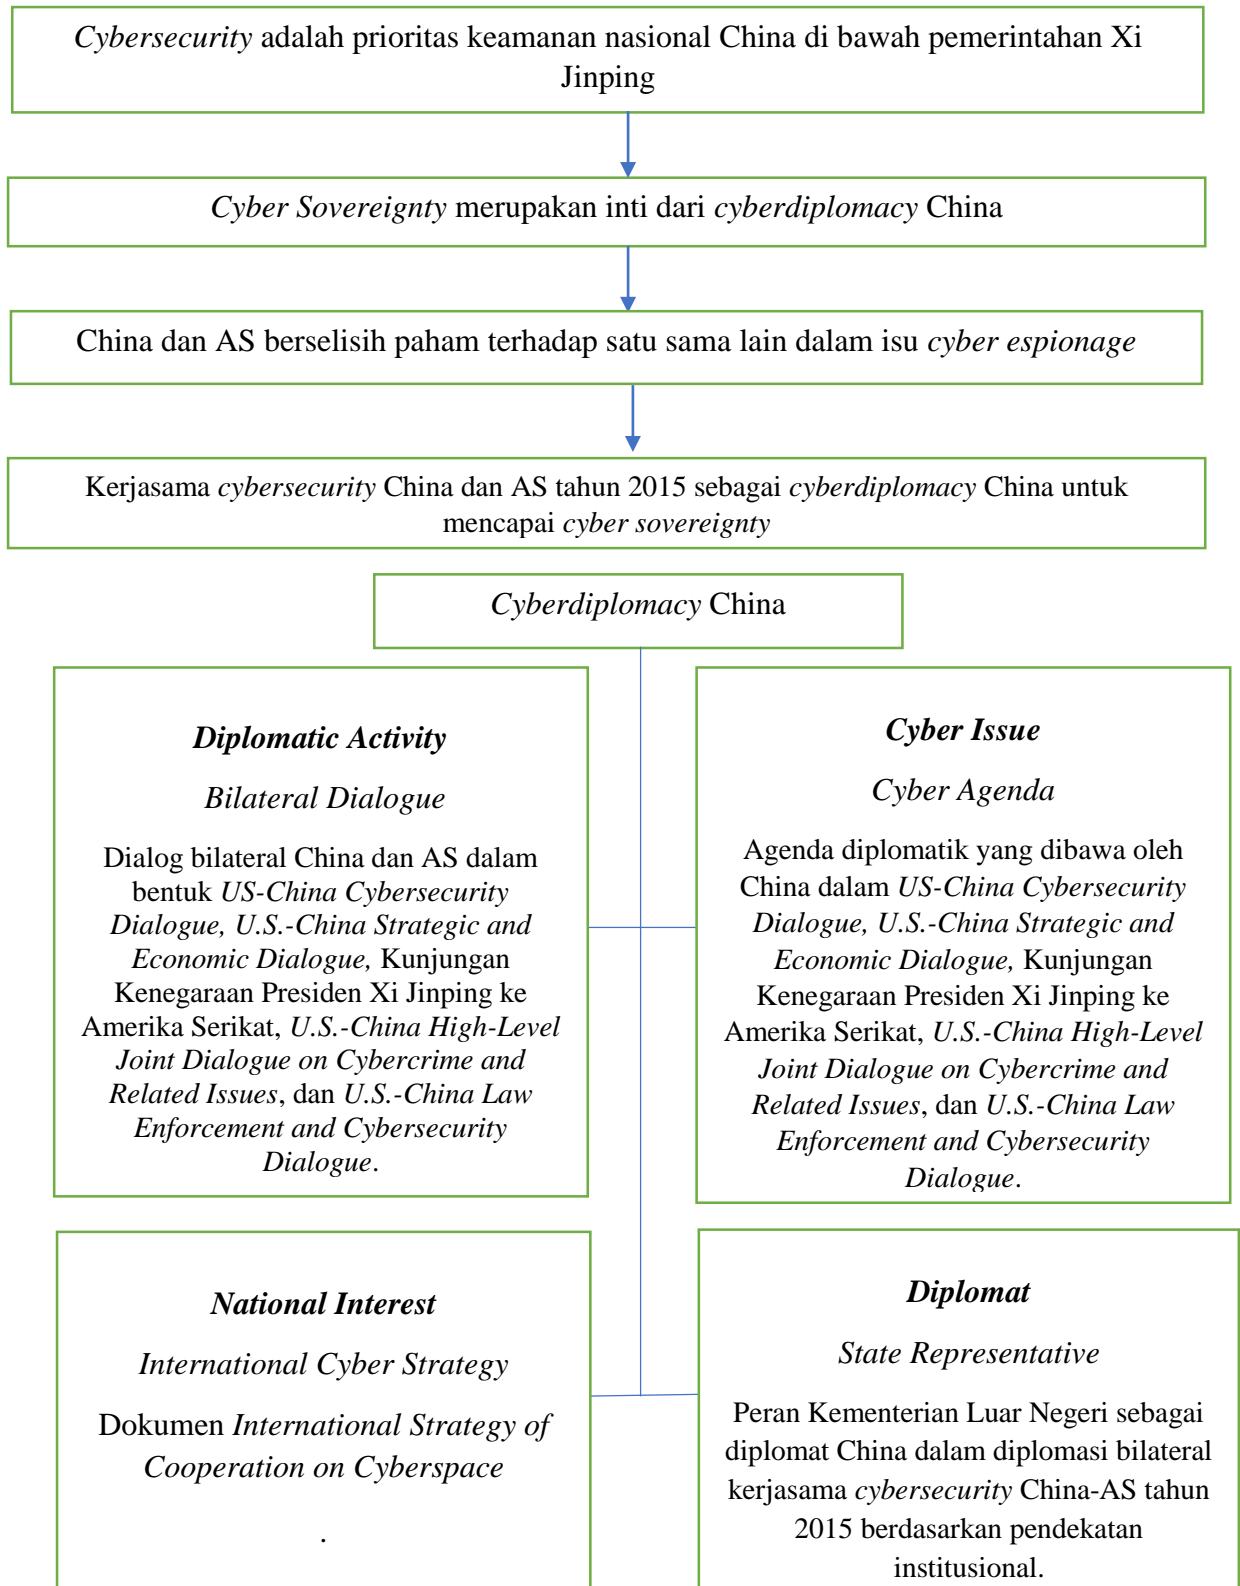 Cybersecurity adalah prioritas keamanan nasional China di bawah pemerintahan Xi
Jinping
Cyber Sovereignty merupakan inti dari cyberdiplomacy China
China dan AS berselisih paham terhadap satu sama lain dalam isu cyber espionage
Kerjasama cybersecurity China dan AS tahun 2015 sebagai cyberdiplomacy China untuk
mencapai cyber sovereignty
Cyberdiplomacy China
Diplomatic Activity
Bilateral Dialogue
Dialog bilateral China dan AS dalam
bentuk US-China Cybersecurity
Dialogue, U.S.-China Strategic and
Economic Dialogue, Kunjungan
Kenegaraan Presiden Xi Jinping ke
Amerika Serikat, U.S.-China High-Level
Joint Dialogue on Cybercrime and
Related Issues, dan U.S.-China Law
Enforcement and Cybersecurity
Dialogue.
Cyber Issue
Cyber Agenda
Agenda diplomatik yang dibawa oleh
China dalam US-China Cybersecurity
Dialogue, U.S.-China Strategic and
Economic Dialogue, Kunjungan
Kenegaraan Presiden Xi Jinping ke
Amerika Serikat, U.S.-China High-Level
Joint Dialogue on Cybercrime and
Related Issues, dan U.S.-China Law
Enforcement and Cybersecurity
Dialogue.
National Interest
International Cyber Strategy
Dokumen International Strategy of
Cooperation on Cyberspace
.
Diplomat
State Representative
Peran Kementerian Luar Negeri sebagai
diplomat China dalam diplomasi bilateral
kerjasama cybersecurity China-AS tahun
2015 berdasarkan pendekatan
institusional.